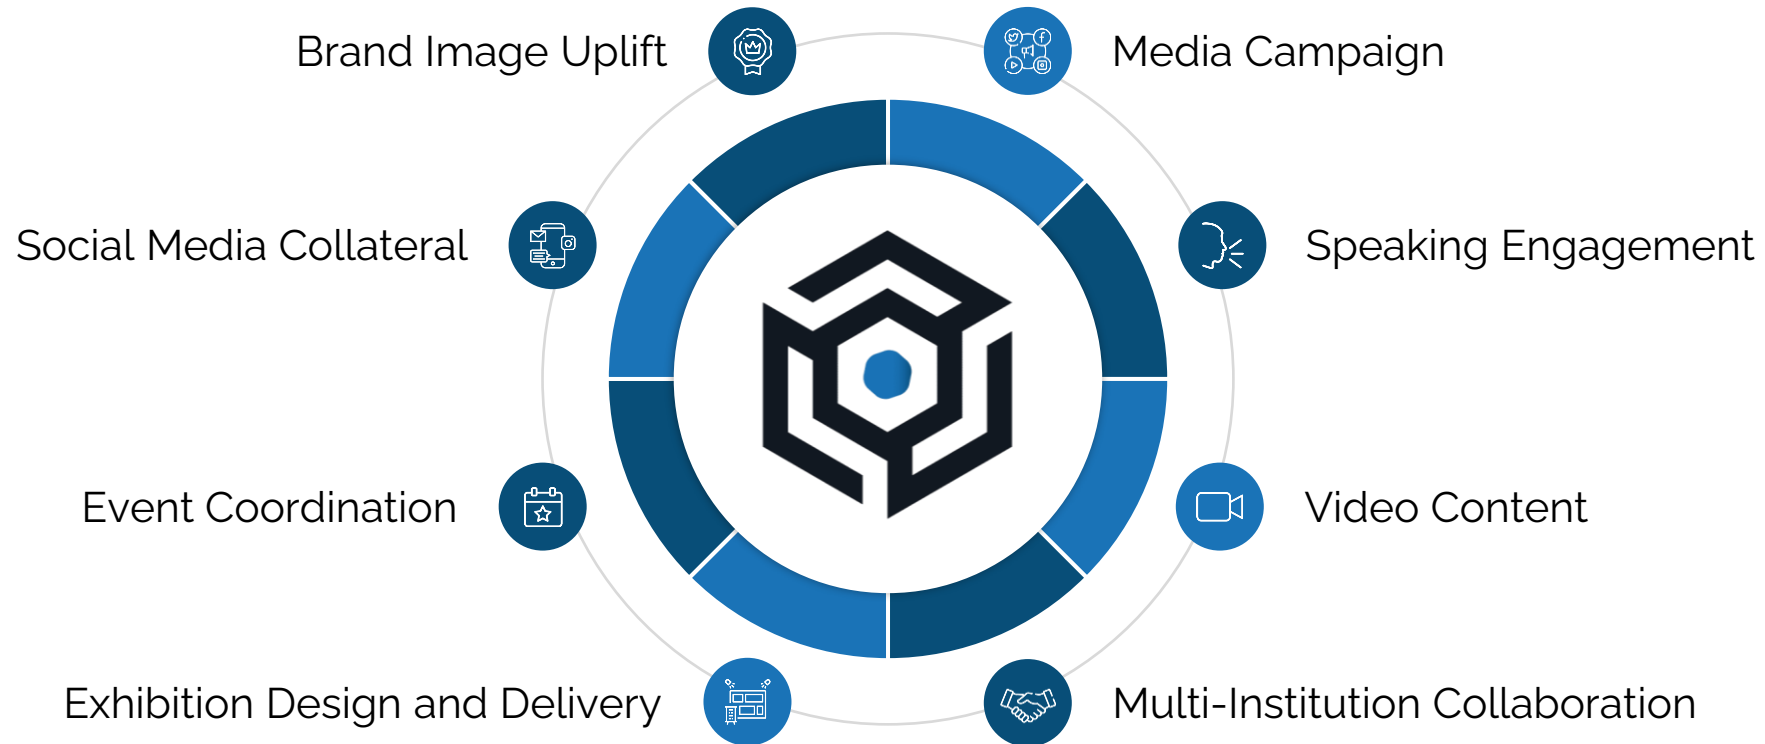 Brand Image Uplift
Media Campaign
Social Media Collateral
Speaking Engagement
Event Coordination
Video Content
Exhibition Design and Delivery
Multi-Institution Collaboration